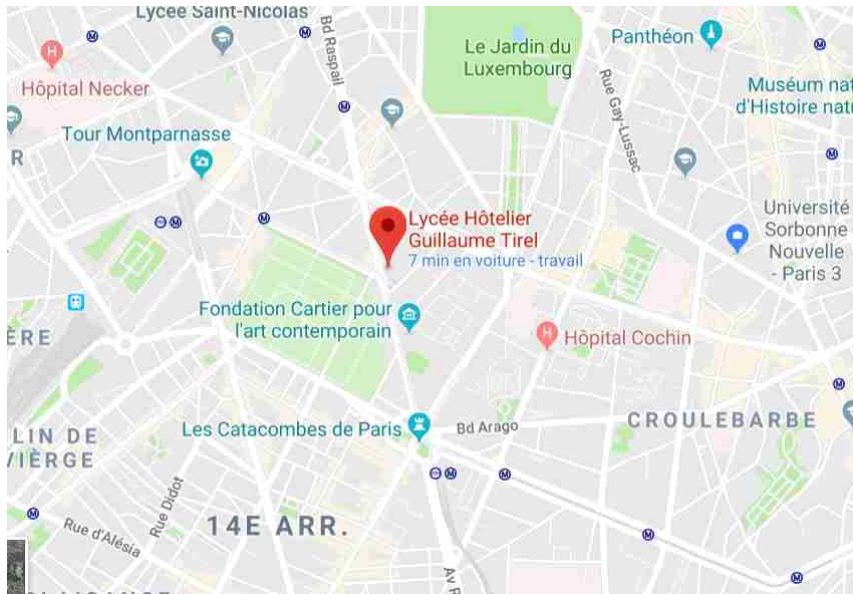 Lycée Saint-Nicolas
Bd Raspail
Le Jardin du
Luxembourg
Panthéon
Hôpital Necker
Rue Gay-Lussac
Muséum nat
d'Histoire natu
Tour Montparnasse
R
Lycée Hôtelier
Guillaume Tirel
7 min en voiture - travail
Université
Sorbonne
Nouvelle
- Paris 3
Fondation Cartier pour
l'art contemporain
ÈRE
H
Hôpital Cochin
Les Catacombes de Paris
Bd Arago
CROULEBARBE
LIN DE
VIÈRGE
Rue Didot
Rue d'Alésia
14E ARR.
Av R